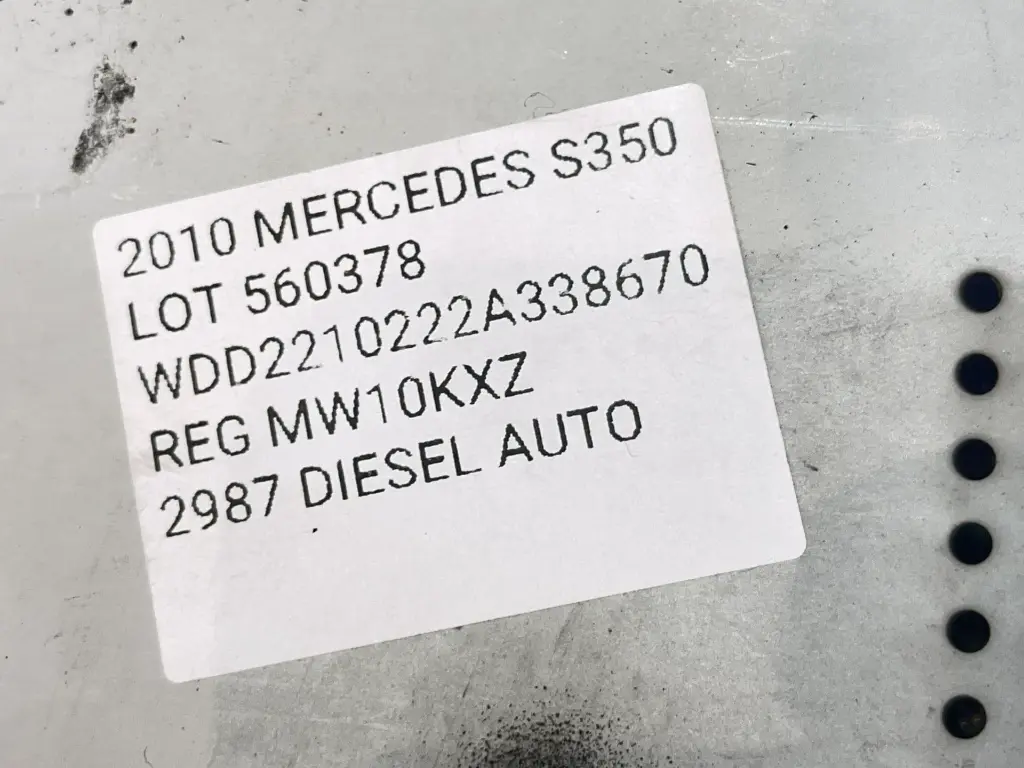 2010 MERCEDES S350
LOT 560378
WDD2210222A338670
REG MW10KXZ
2987 DIESEL AUTO